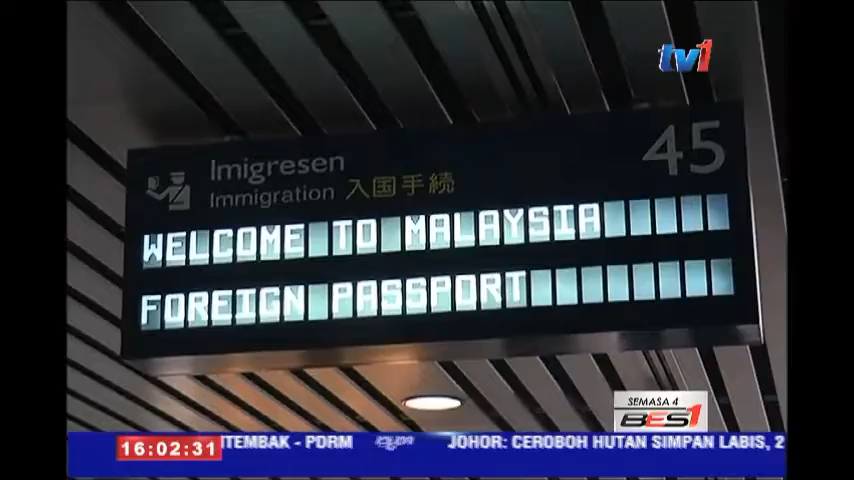 tv1
Imigresen
45
Immigration 入国手続
WELCOME TO MALAYSIA
FOREIGN PASSPORT
SEMASA 4
BES1
16:02:31 ITEMBAK - PDRM JOHOR: CEROBOH HUTAN SIMPAN LABIS, 2